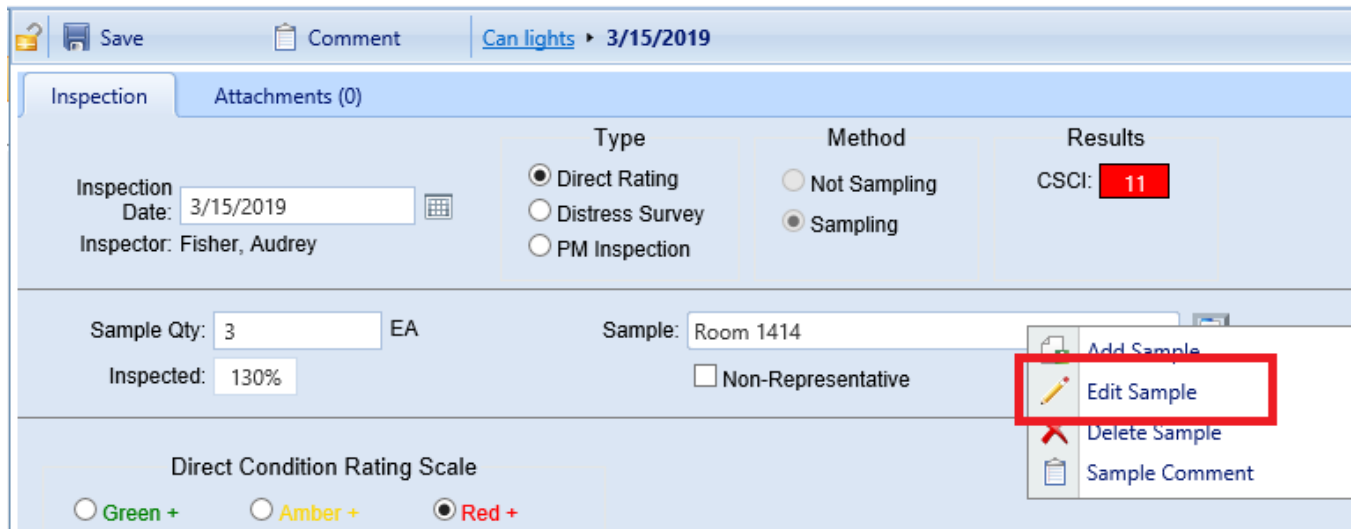 Save Comment Can lights ▸ 3/15/2019
Inspection Attachments (0)
Type Method Results
Inspection Date: 3/15/2019
Inspector: Fisher, Audrey
Direct Rating
Distress Survey
PM Inspection
Not Sampling
Sampling
CSCI: 11
Sample Qty: 3 EA
Inspected: 130%
Sample: Room 1414
Non-Representative
Add Sample
Edit Sample
Delete Sample
Sample Comment
Direct Condition Rating Scale
Green + Amber + Red +